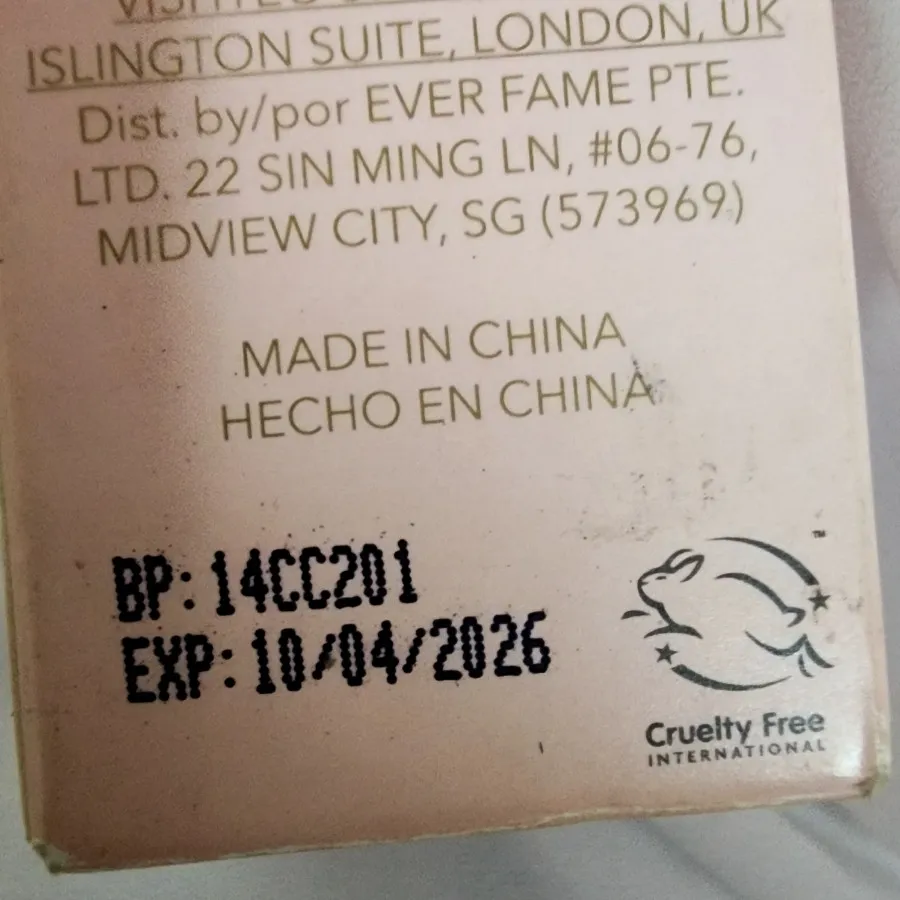 ISLINGTON SUITE, LONDON, UK
Dist. by/por EVER FAME PTE.
LTD. 22 SIN MING LN, #06-76,
MIDVIEW CITY, SG (573969)
MADE IN CHINA
HECHO EN CHINA
BP:14CC201
EXP:10/04/2026
TM
Cruelty Free
INTERNATIONAL